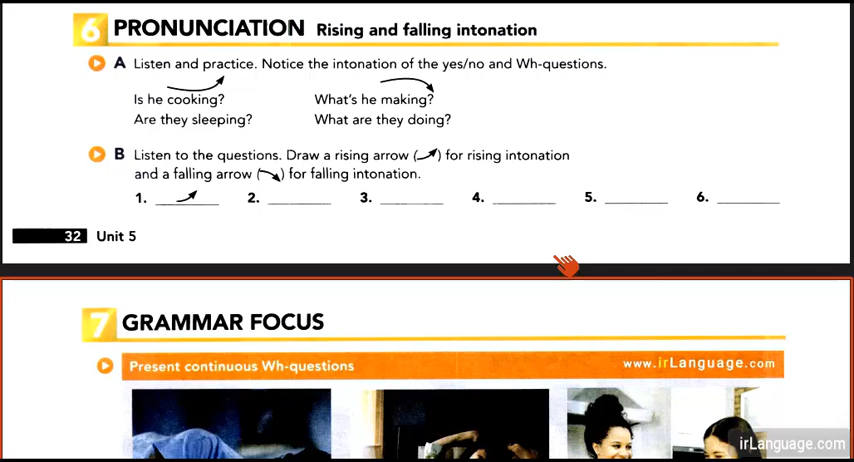 6 PRONUNCIATION Rising and falling intonation
A Listen and practice. Notice the intonation of the yes/no and Wh-questions.
Is he cooking? What's he making?
Are they sleeping? What are they doing?
B Listen to the questions. Draw a rising arrow ( ) for rising intonation
and a falling arrow ( ) for falling intonation.
1. 2. 3. 4. 5. 6.
32 Unit 5
7 GRAMMAR FOCUS
Present continuous Wh-questions www.irLanguage.com
irLanguage.com